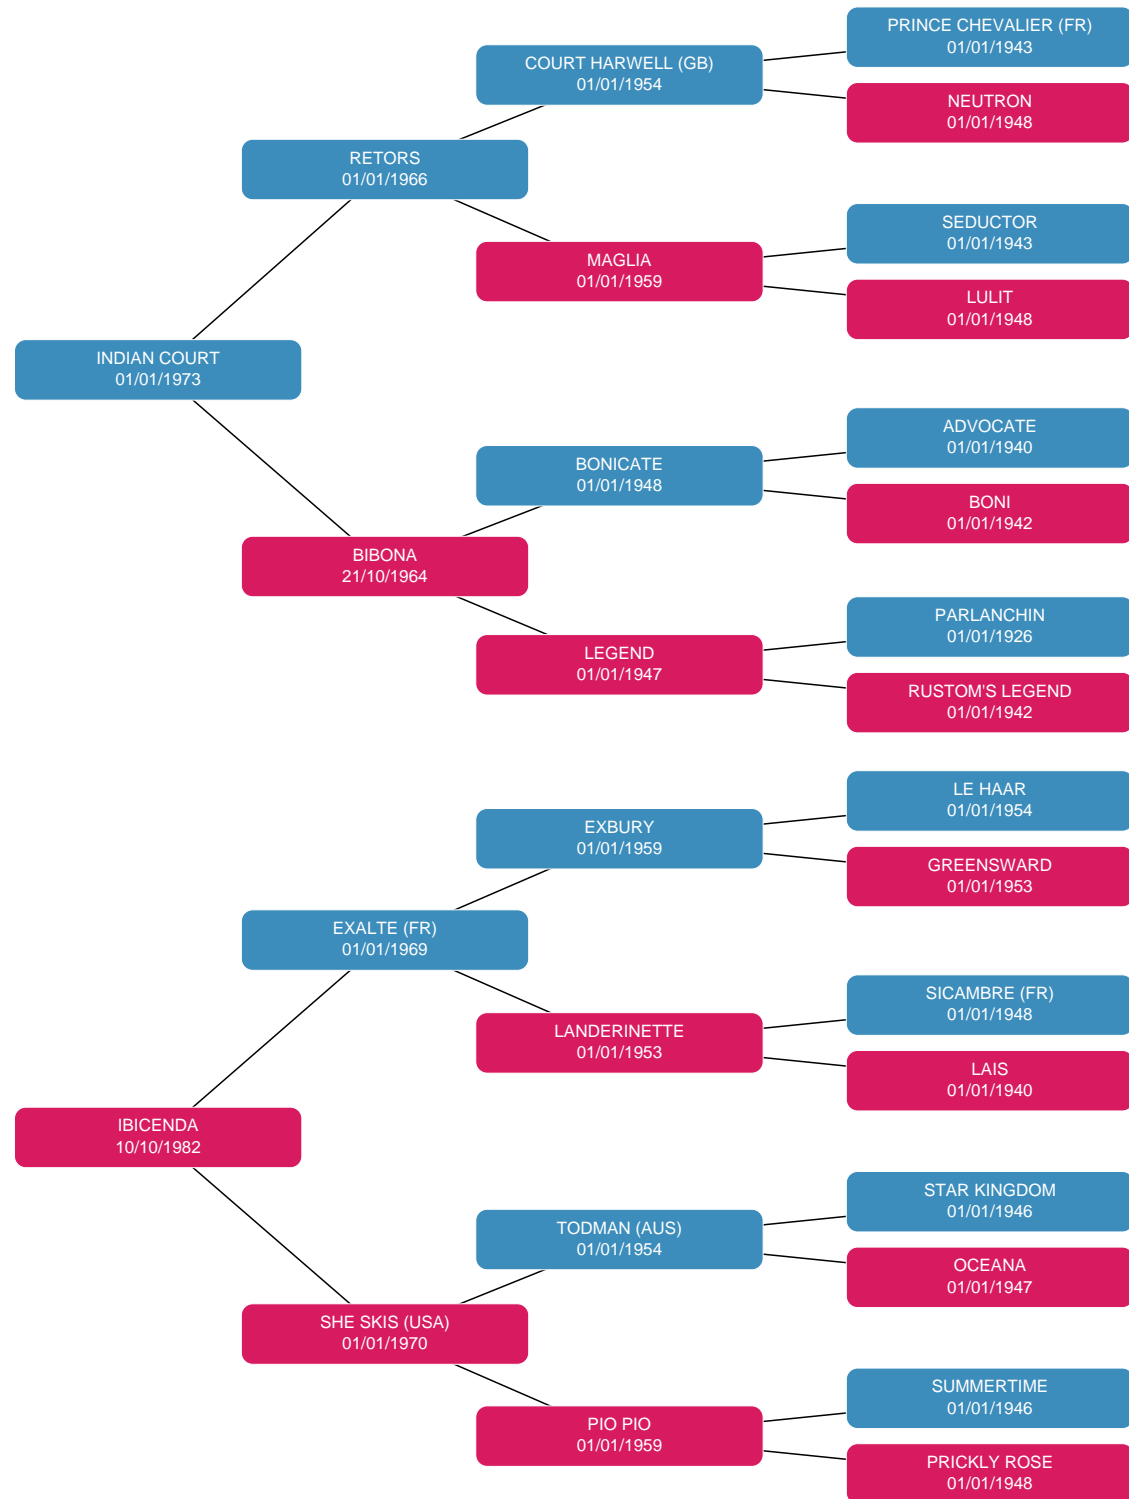 PRINCE CHEVALIER (FR)
01/01/1943
COURT HARWELL (GB)
01/01/1954
NEUTRON
01/01/1948
RETORS
01/01/1966
SEDUCTOR
01/01/1943
MAGLIA
01/01/1959
LULIT
01/01/1948
INDIAN COURT
01/01/1973
ADVOCATE
01/01/1940
BONICATE
01/01/1948
BONI
01/01/1942
BIBONA
21/10/1964
PARLANCHIN
01/01/1926
LEGEND
01/01/1947
RUSTOM'S LEGEND
01/01/1942
LE HAAR
01/01/1954
EXBURY
01/01/1959
GREENSWARD
01/01/1953
EXALTE (FR)
01/01/1969
SICAMBRE (FR)
01/01/1948
LANDERINETTE
01/01/1953
LAIS
01/01/1940
IBICENDA
10/10/1982
STAR KINGDOM
01/01/1946
TODMAN (AUS)
01/01/1954
OCEANA
01/01/1947
SHE SKIS (USA)
01/01/1970
SUMMERTIME
01/01/1946
PIO PIO
01/01/1959
PRICKLY ROSE
01/01/1948